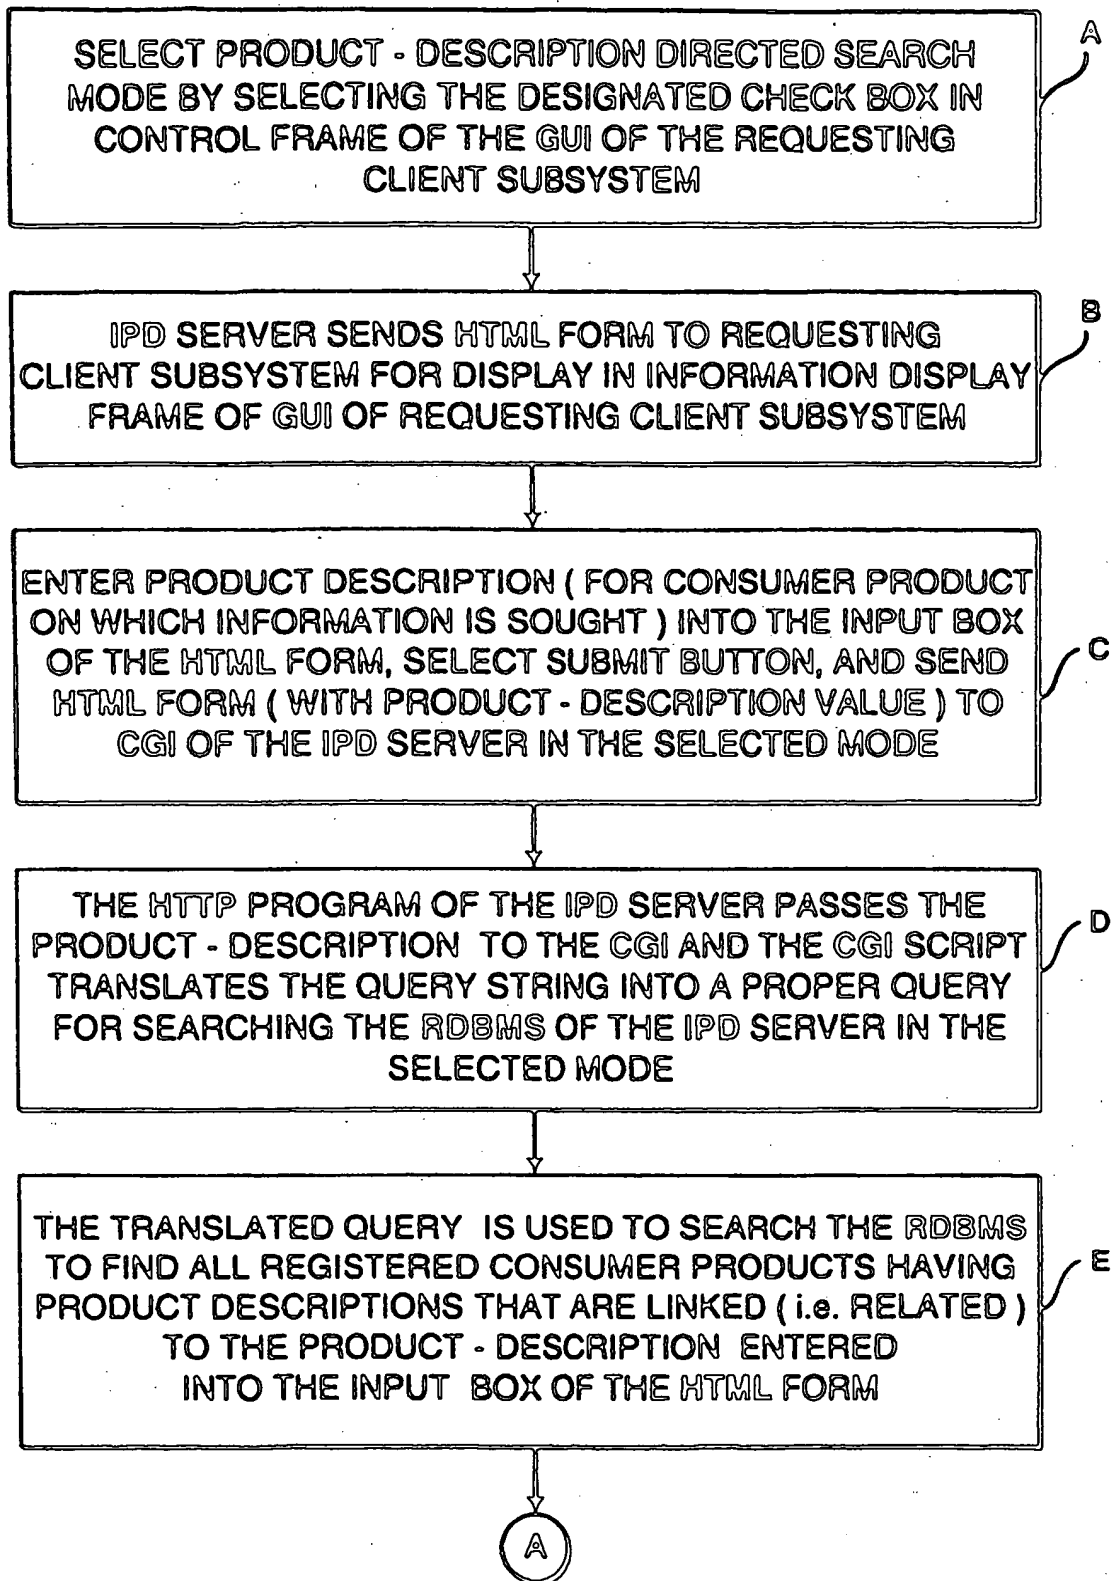 SELECT PRODUCT - DESCRIPTION DIRECTED SEARCH
MODE BY SELECTING THE DESIGNATED CHECK BOX IN
CONTROL FRAME OF THE GUI OF THE REQUESTING
CLIENT SUBSYSTEM
A
IPD SERVER SENDS HTML FORM TO REQUESTING
CLIENT SUBSYSTEM FOR DISPLAY IN INFORMATION DISPLAY
FRAME OF GUI OF REQUESTING CLIENT SUBSYSTEM
B
ENTER PRODUCT DESCRIPTION ( FOR CONSUMER PRODUCT
ON WHICH INFORMATION IS SOUGHT ) INTO THE INPUT BOX
OF THE HTML FORM, SELECT SUBMIT BUTTON, AND SEND
HTML FORM ( WITH PRODUCT - DESCRIPTION VALUE ) TO
CGI OF THE IPD SERVER IN THE SELECTED MODE
C
THE HTTP PROGRAM OF THE IPD SERVER PASSES THE
PRODUCT - DESCRIPTION TO THE CGI AND THE CGI SCRIPT
TRANSLATES THE QUERY STRING INTO A PROPER QUERY
FOR SEARCHING THE RDBMS OF THE IPD SERVER IN THE
SELECTED MODE
D
THE TRANSLATED QUERY IS USED TO SEARCH THE RDBMS
TO FIND ALL REGISTERED CONSUMER PRODUCTS HAVING
PRODUCT DESCRIPTIONS THAT ARE LINKED ( i.e. RELATED )
TO THE PRODUCT - DESCRIPTION ENTERED
INTO THE INPUT BOX OF THE HTML FORM
E
A